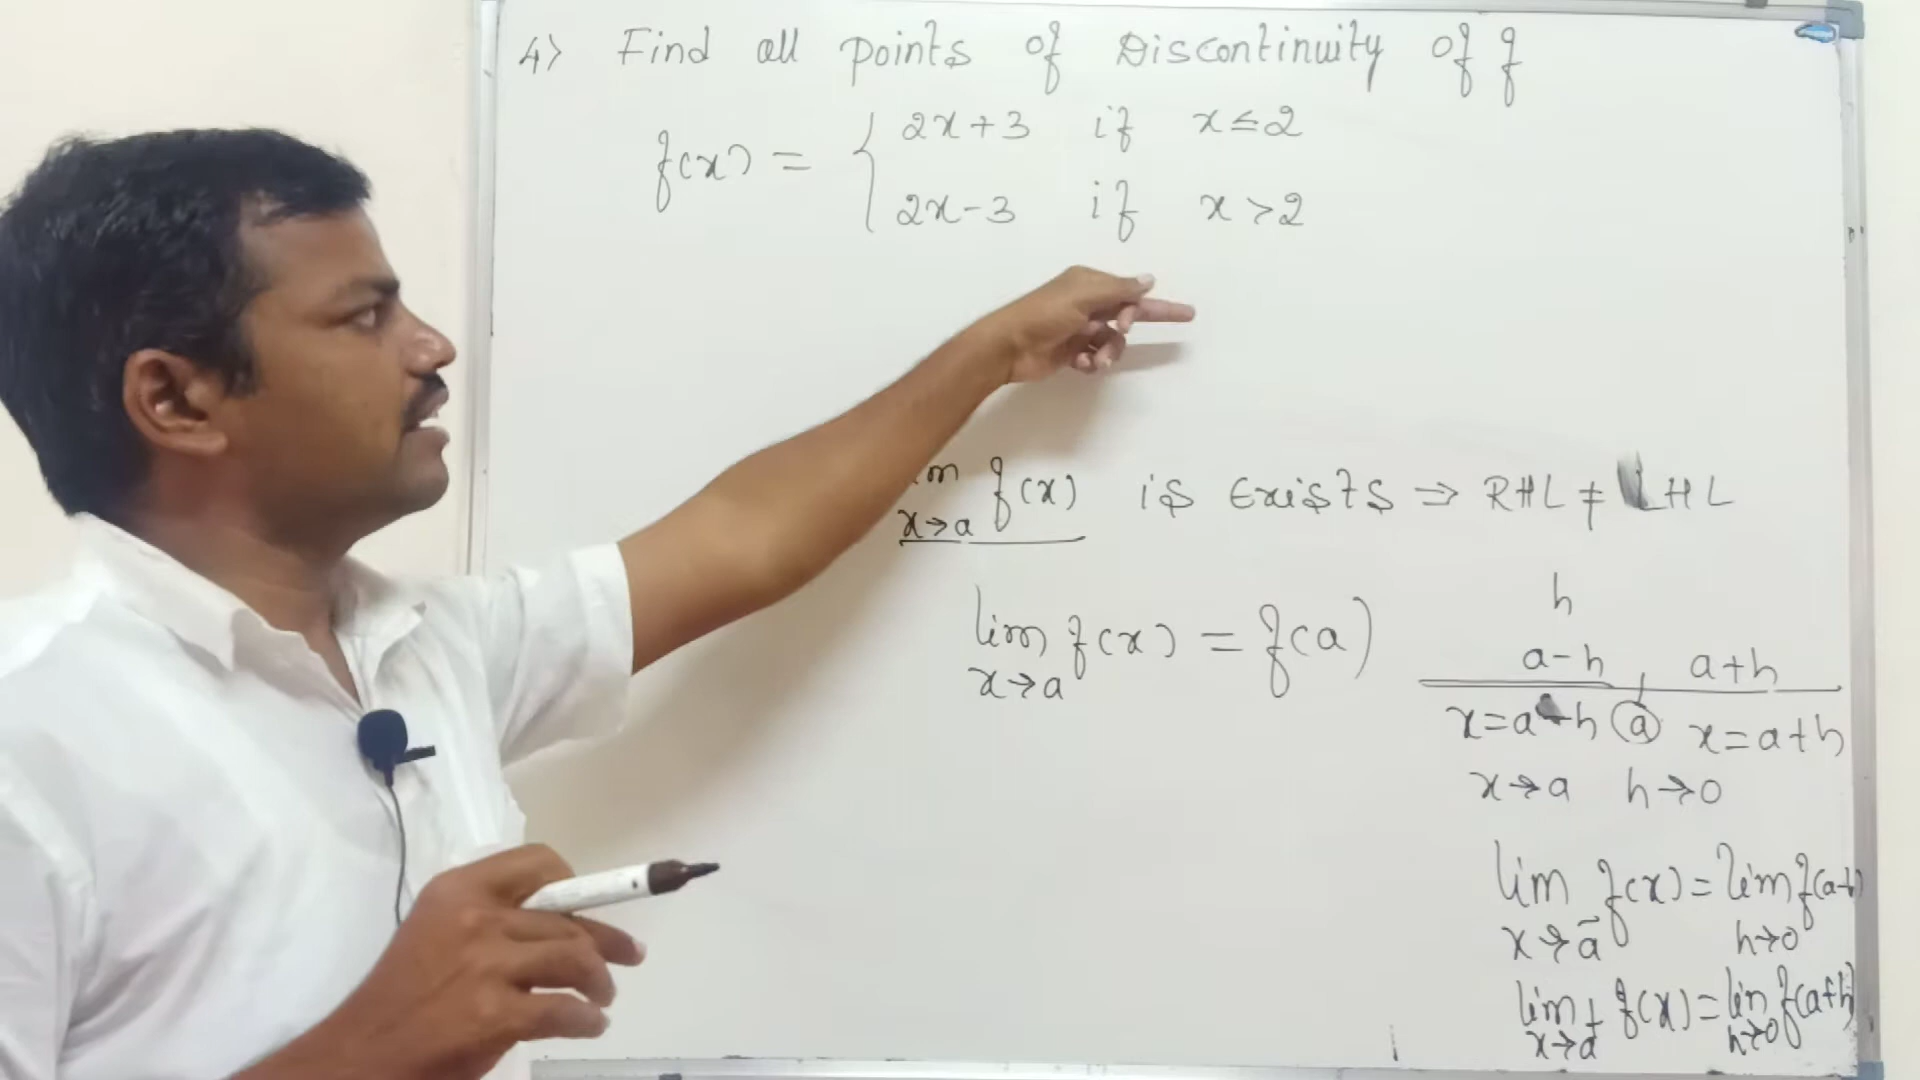 4) Find all points of Discontinuity of f
f(x) = { 2x+3 if x≤2
2x-3 if x>2
f(x) is Exists ⇒ RHL ≠ LHL
x→a
lim f(x) = f(a)
x→a
h
a-h a+h
x=a-h a x=a+h
x→a h→0
lim f(x) = lim f(a-h)
x→a⁻ h→0
lim f(x) = lim f(a+h)
x→a⁺ h→0